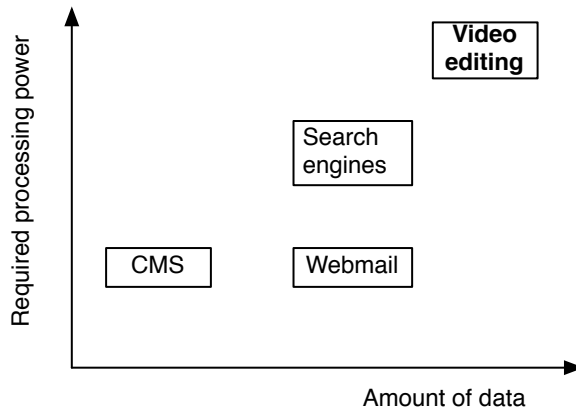 Video
editing
Search
engines
CMS
Webmail
Required processing power
Amount of data